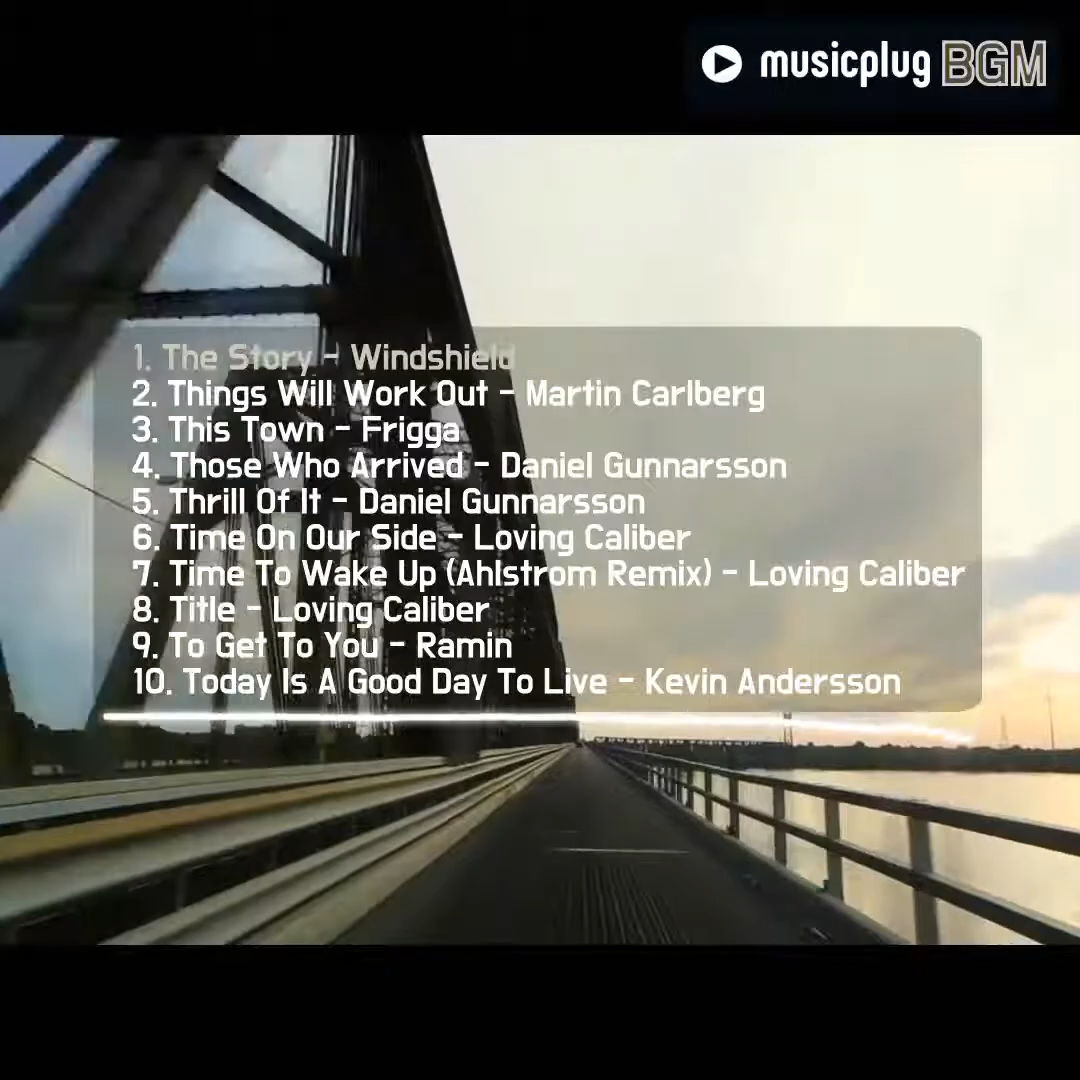 musicplug BGM
1. The Story - Windshield
2. Things Will Work Out - Martin Carlberg
3. This Town - Frigga
4. Those Who Arrived - Daniel Gunnarsson
5. Thrill Of It - Daniel Gunnarsson
6. Time On Our Side - Loving Caliber
7. Time To Wake Up (Ahlstrom Remix) - Loving Caliber
8. Title - Loving Caliber
9. To Get To You - Ramin
10. Today Is A Good Day To Live - Kevin Andersson